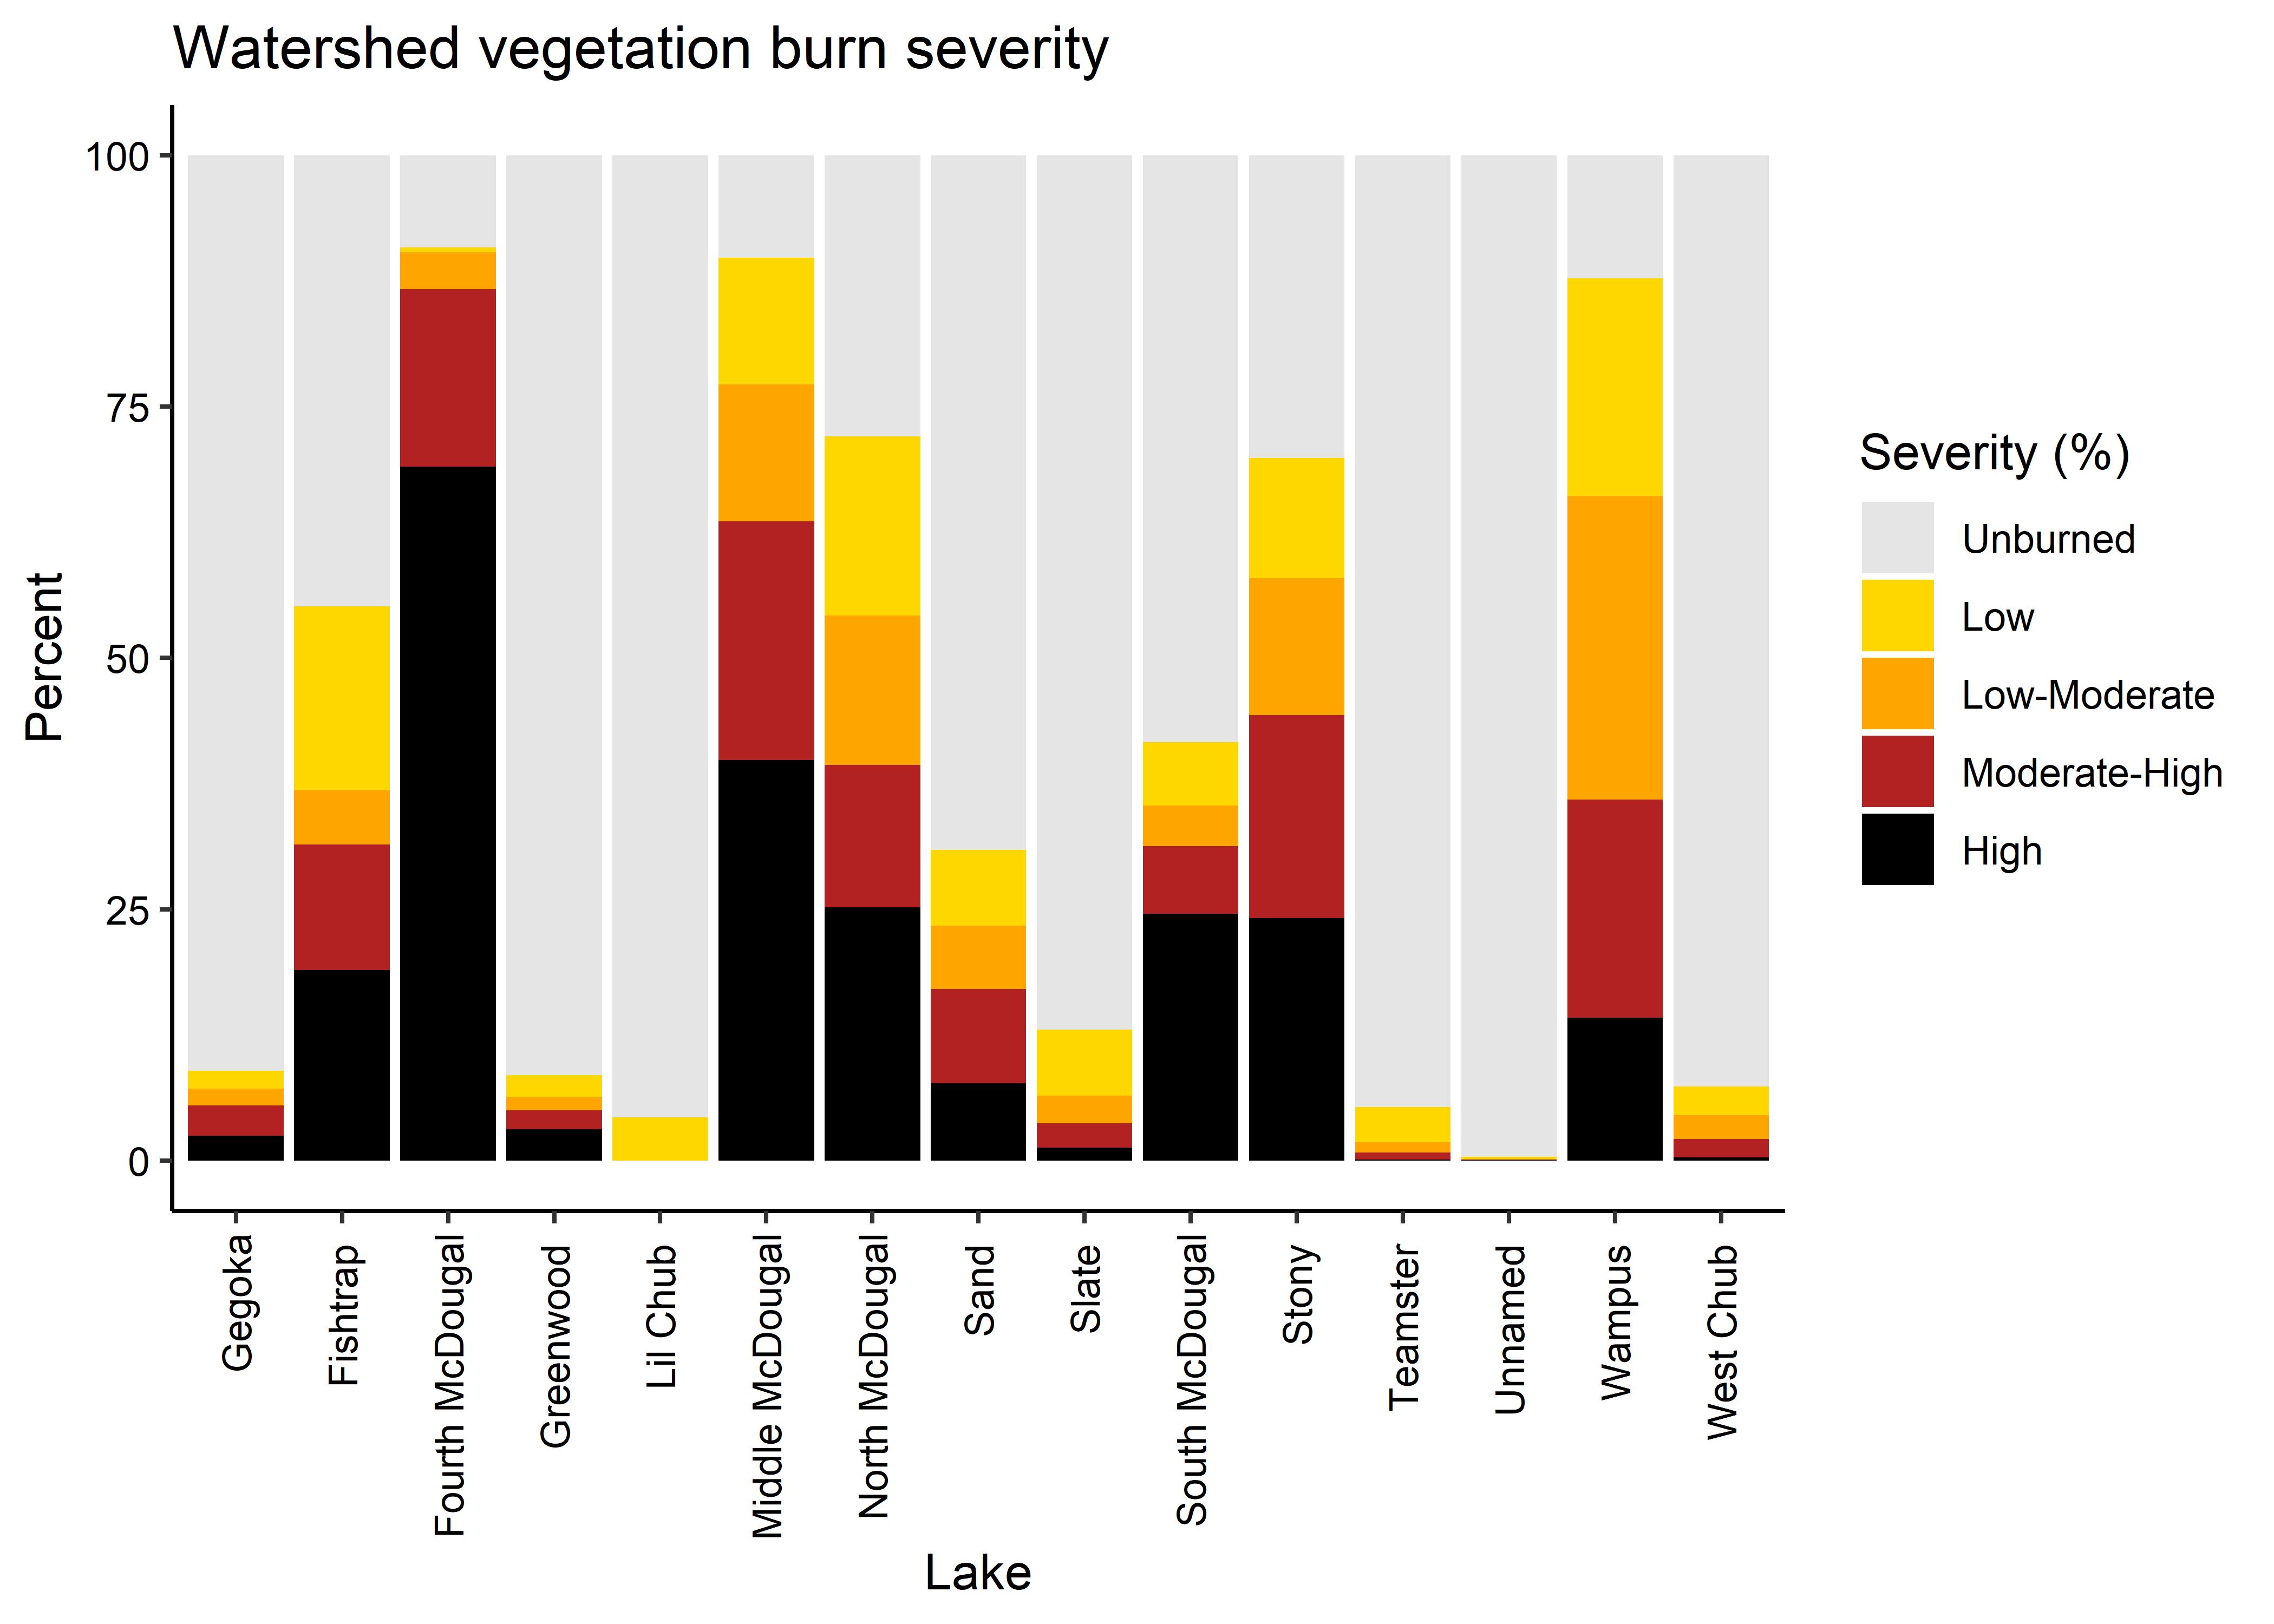 Watershed vegetation burn severity
Percent
100
75
50
25
0
Gegoka
Fishtrap
Fourth McDougal
Greenwood
Lil Chub
Middle McDougal
North McDougal
Sand
Slate
South McDougal
Stony
Teamster
Unnamed
Wampus
West Chub
Lake
Severity (%)
Unburned
Low
Low-Moderate
Moderate-High
High